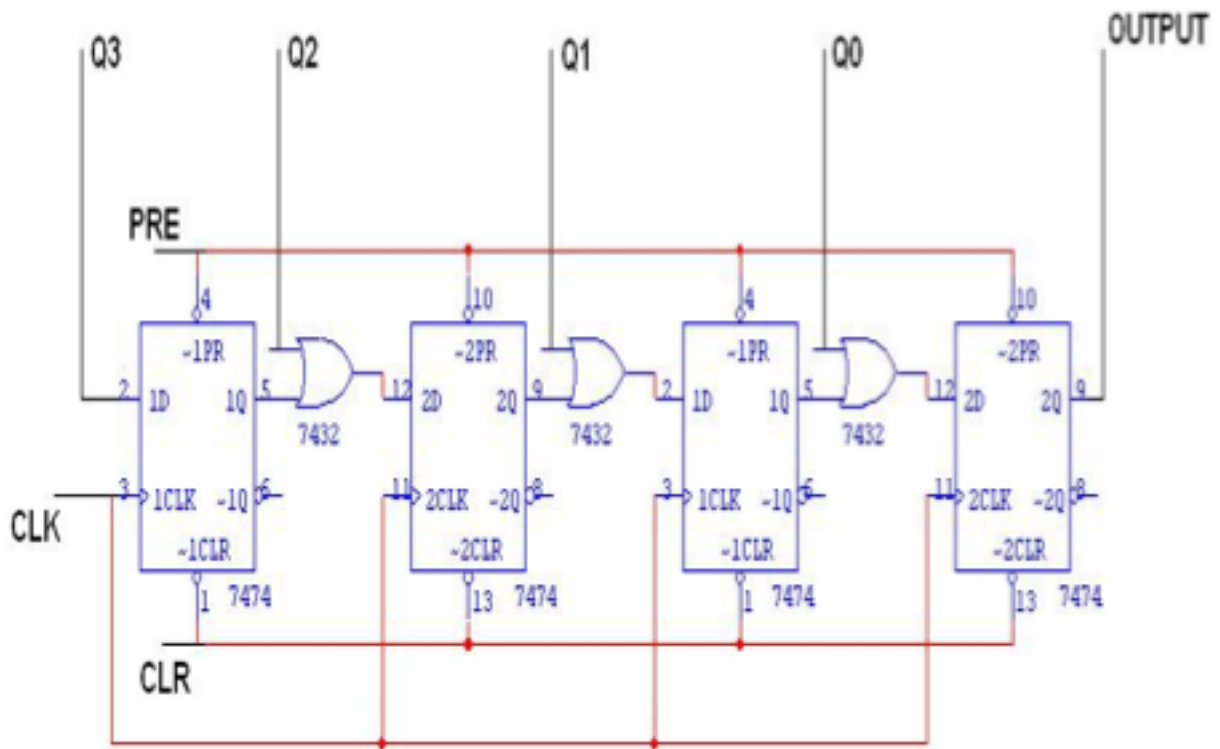 Q3 Q2 Q1 Q0 OUTPUT
PRE
4 10 4 10
~1PR ~2PR ~1PR ~2PR
2 1D 1Q 5 12 2D 2Q 9 2 1D 1Q 5 12 2D 2Q 9
7432 7432 7432
3 1CLK ~1Q 6 11 2CLK ~2Q 8 3 1CLK ~1Q 6 11 2CLK ~2Q 8
CLK
~1CLR ~2CLR ~1CLR ~2CLR
1 7474 13 7474 1 7474 13 7474
CLR